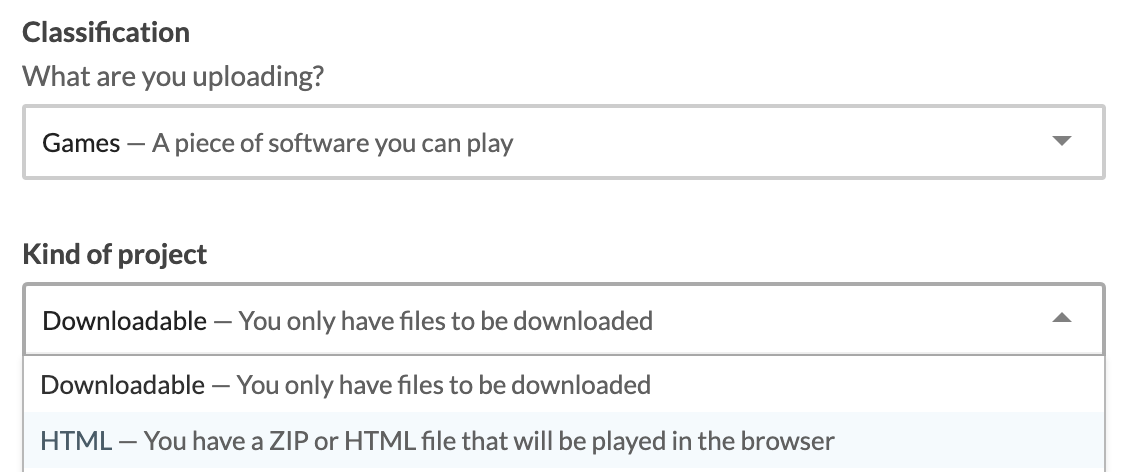 Classification
What are you uploading?
Games — A piece of software you can play
Kind of project
Downloadable — You only have files to be downloaded
Downloadable — You only have files to be downloaded
HTML — You have a ZIP or HTML file that will be played in the browser